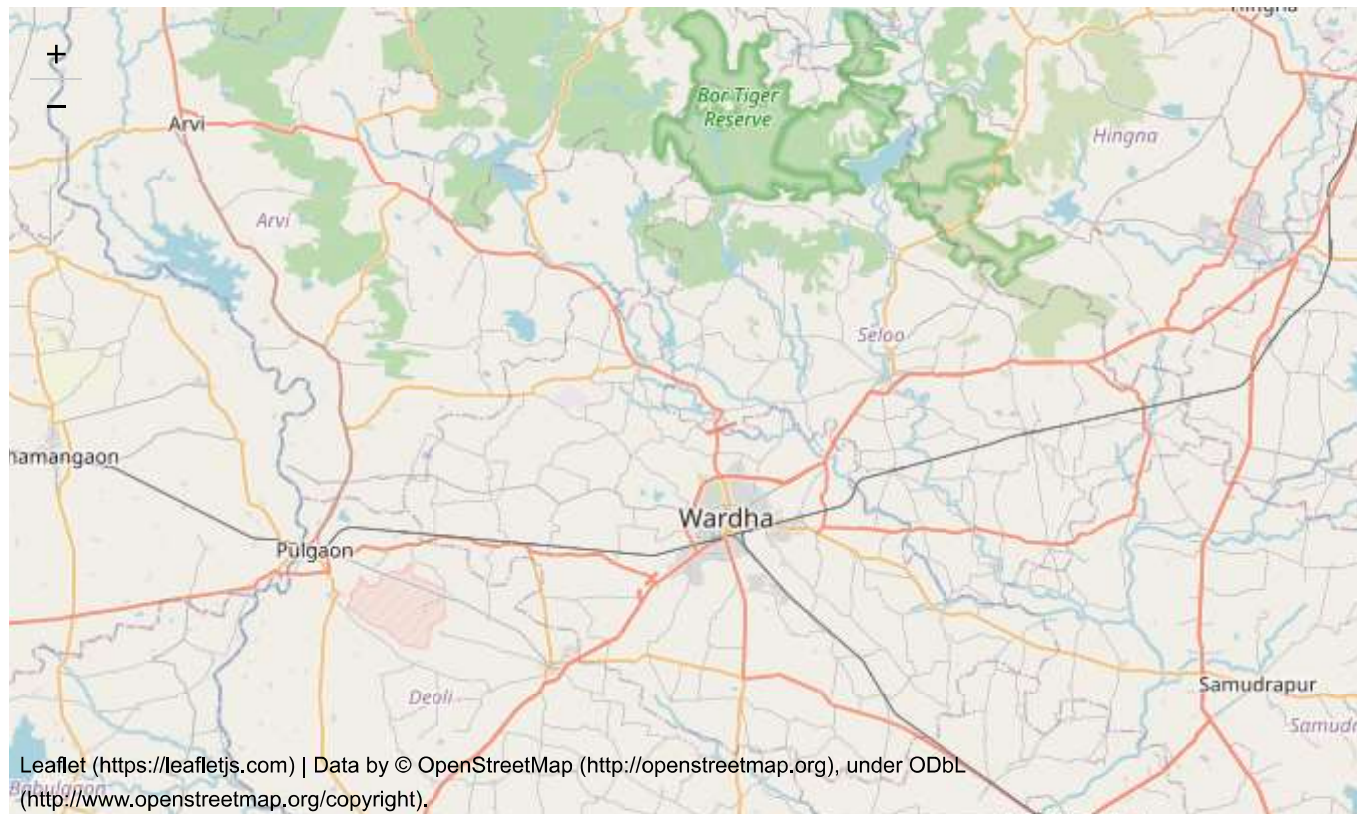 Hingna
+
−
Bor Tiger
Reserve
Arvi
Hingna
Arvi
Seloo
hamangaon
Wardha
Pulgaon
Samudrapur
Deoli
Samudr
Leaflet (https://leafletjs.com) | Data by © OpenStreetMap (http://openstreetmap.org), under ODbL
Babulgaon
(http://www.openstreetmap.org/copyright).